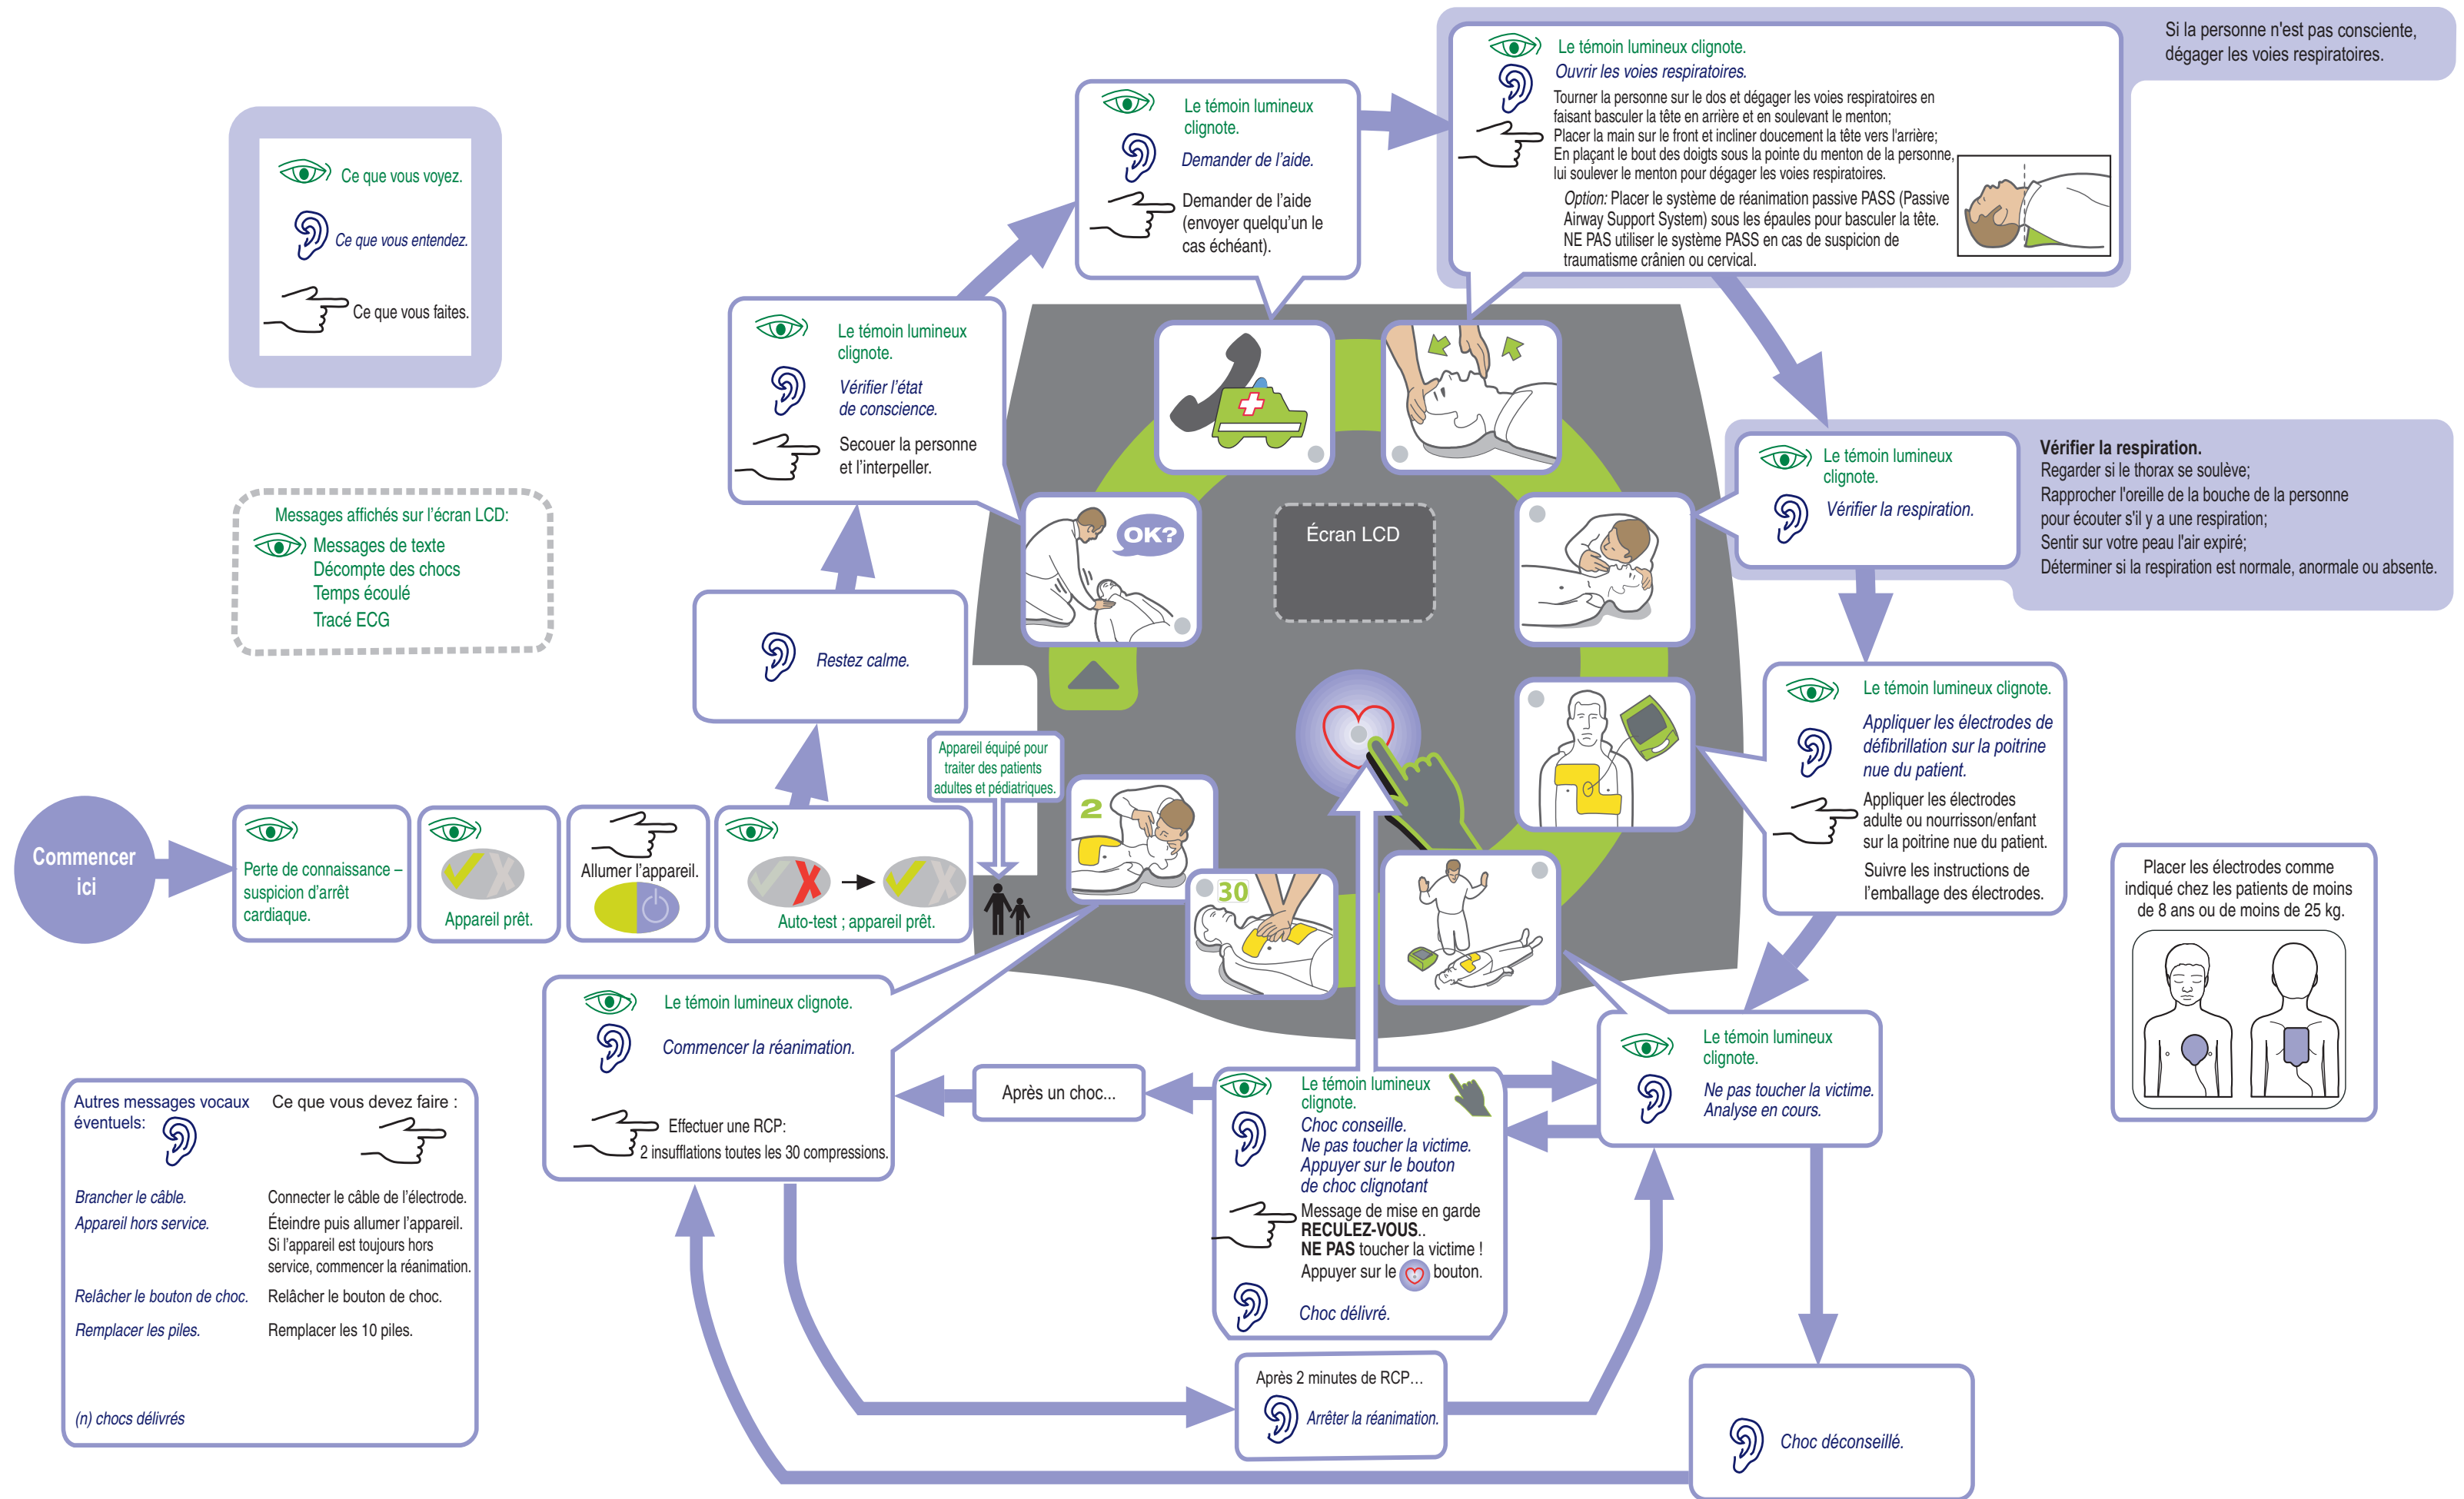 Ce que vous voyez.
Ce que vous entendez.
Ce que vous faites.
Messages affichés sur l'écran LCD:
Messages de texte
Décompte des chocs
Temps écoulé
Tracé ECG
Commencer
ici
Perte de connaissance –
suspicion d'arrêt
cardiaque.
Appareil prêt.
Allumer l'appareil.
Auto-test ; appareil prêt.
Appareil équipé pour
traiter des patients
adultes et pédiatriques.
Restez calme.
Le témoin lumineux
clignote.
Vérifier l'état
de conscience.
Secouer la personne
et l'interpeller.
OK?
Le témoin lumineux
clignote.
Demander de l'aide.
Demander de l'aide
(envoyer quelqu'un le
cas échéant).
Le témoin lumineux clignote.
Ouvrir les voies respiratoires.
Tourner la personne sur le dos et dégager les voies respiratoires en
faisant basculer la tête en arrière et en soulevant le menton;
Placer la main sur le front et incliner doucement la tête vers l'arrière;
En plaçant le bout des doigts sous la pointe du menton de la personne,
lui soulever le menton pour dégager les voies respiratoires.
Option: Placer le système de réanimation passive PASS (Passive
Airway Support System) sous les épaules pour basculer la tête.
NE PAS utiliser le système PASS en cas de suspicion de
traumatisme crânien ou cervical.
Si la personne n'est pas consciente,
dégager les voies respiratoires.
Écran LCD
Le témoin lumineux
clignote.
Vérifier la respiration.
Vérifier la respiration.
Regarder si le thorax se soulève;
Rapprocher l'oreille de la bouche de la personne
pour écouter s'il y a une respiration;
Sentir sur votre peau l'air expiré;
Déterminer si la respiration est normale, anormale ou absente.
Le témoin lumineux clignote.
Appliquer les électrodes de
défibrillation sur la poitrine
nue du patient.
Appliquer les électrodes
adulte ou nourrisson/enfant
sur la poitrine nue du patient.
Suivre les instructions de
l'emballage des électrodes.
Placer les électrodes comme
indiqué chez les patients de moins
de 8 ans ou de moins de 25 kg.
Le témoin lumineux
clignote.
Ne pas toucher la victime.
Analyse en cours.
Le témoin lumineux
clignote.
Choc conseille.
Ne pas toucher la victime.
Appuyer sur le bouton
de choc clignotant
Message de mise en garde
RECULEZ-VOUS..
NE PAS toucher la victime !
Appuyer sur le bouton.
Choc délivré.
Après un choc...
2
30
Le témoin lumineux clignote.
Commencer la réanimation.
Effectuer une RCP:
2 insufflations toutes les 30 compressions.
Après 2 minutes de RCP…
Arrêter la réanimation.
Choc déconseillé.
Autres messages vocaux
éventuels:
Ce que vous devez faire :
Brancher le câble.
Connecter le câble de l'électrode.
Appareil hors service.
Éteindre puis allumer l'appareil.
Si l'appareil est toujours hors
service, commencer la réanimation.
Relâcher le bouton de choc.
Relâcher le bouton de choc.
Remplacer les piles.
Remplacer les 10 piles.
(n) chocs délivrés